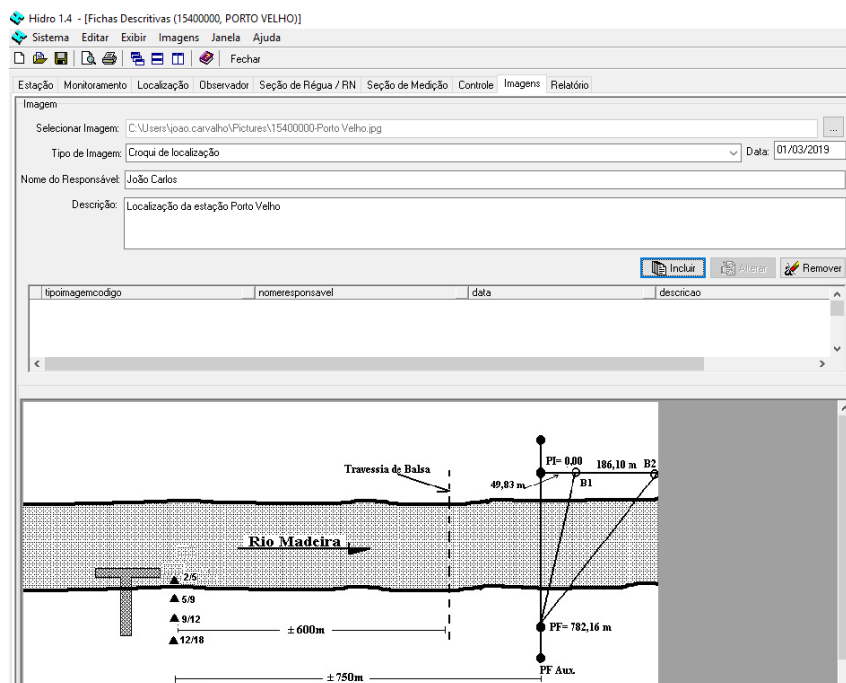 Hidro 1.4 - [Fichas Descritivas (15400000, PORTO VELHO)]
Sistema Editar Exibir Imagens Janela Ajuda
Fechar
Estação Monitoramento Localização Observador Seção de Régua / RN Seção de Medição Controle Imagens Relatório
Imagem
Selecionar Imagem: C:\Users\joao.carvalho\Pictures\15400000-Porto Velho.jpg ...
Tipo de Imagem: Croqui de localização Data: 01/03/2019
Nome do Responsável: João Carlos
Descrição: Localização da estação Porto Velho
Incluir Alterar Remover
tipoimagemcodigo nomeresponsavel data descricao
PI= 0,00 186,10 m B2
Travessia de Balsa
49,83 m B1
Rio Madeira
2/5
5/9
9/12
12/18
±600m
PF= 782,16 m
PF Aux.
±750m